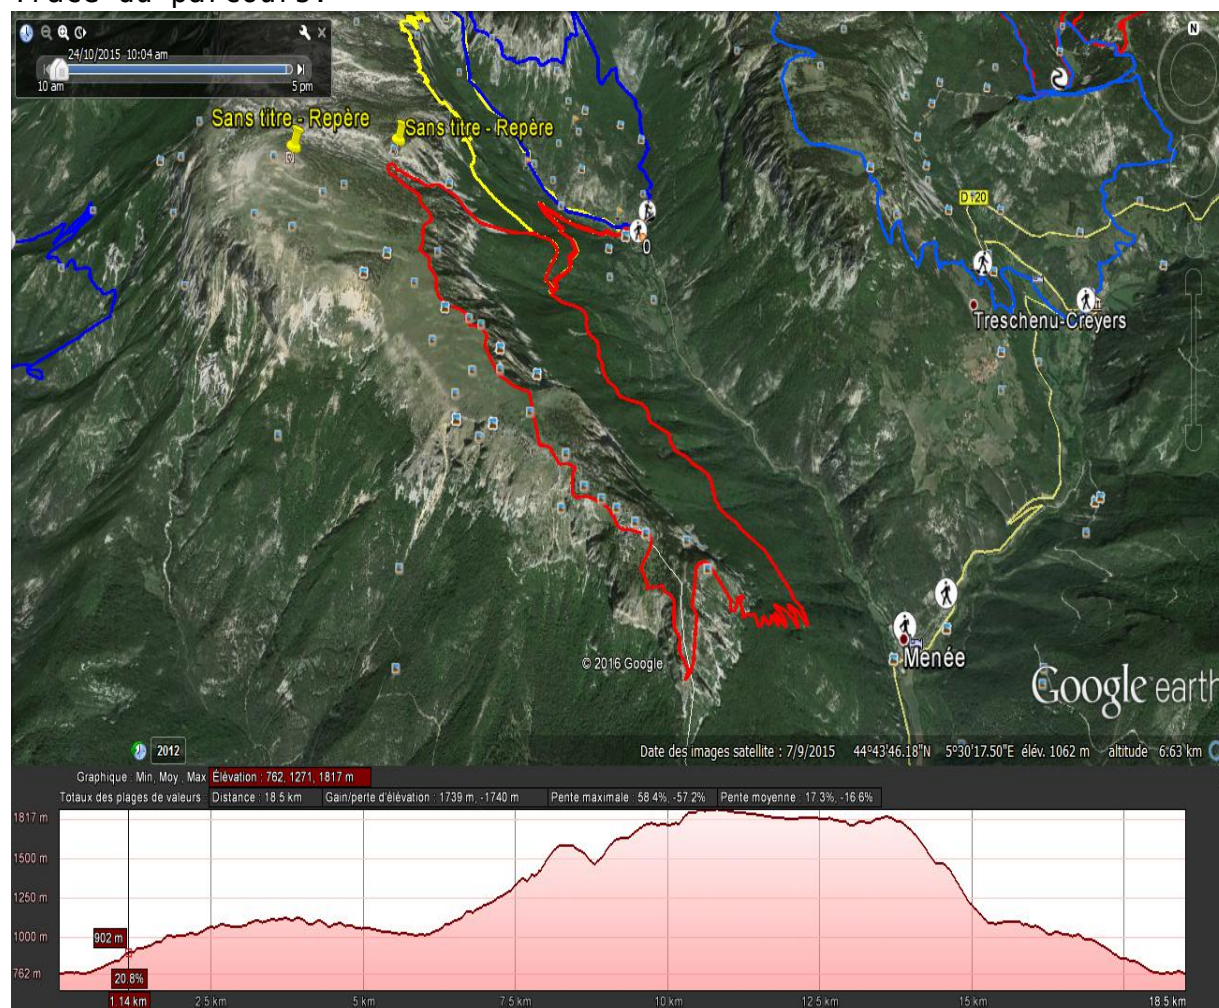 Tracé du parcours:
24/10/2015 10:04 am
10 am
5 pm
N
Sans titre - Repère
Sans titre - Repère
D120
0
Treschenu-Creyers
Menée
© 2016 Google
Google earth
2012
Date des images satellite : 7/9/2015 44°43'46.18"N 5°30'17.50"E élév. 1062 m altitude 6.63 km
Graphique : Min, Moy, Max Élévation : 762, 1271, 1817 m
Totaux des plages de valeurs : Distance : 18.5 km Gain/perte d'élévation : 1739 m, -1740 m Pente maximale : 58.4%, -57.2% Pente moyenne : 17.3%, -16.6%
1817 m
1500 m
1250 m
1000 m
902 m
762 m
20.8%
1.14 km
2.5 km
5 km
7.5 km
10 km
12.5 km
15 km
18.5 km